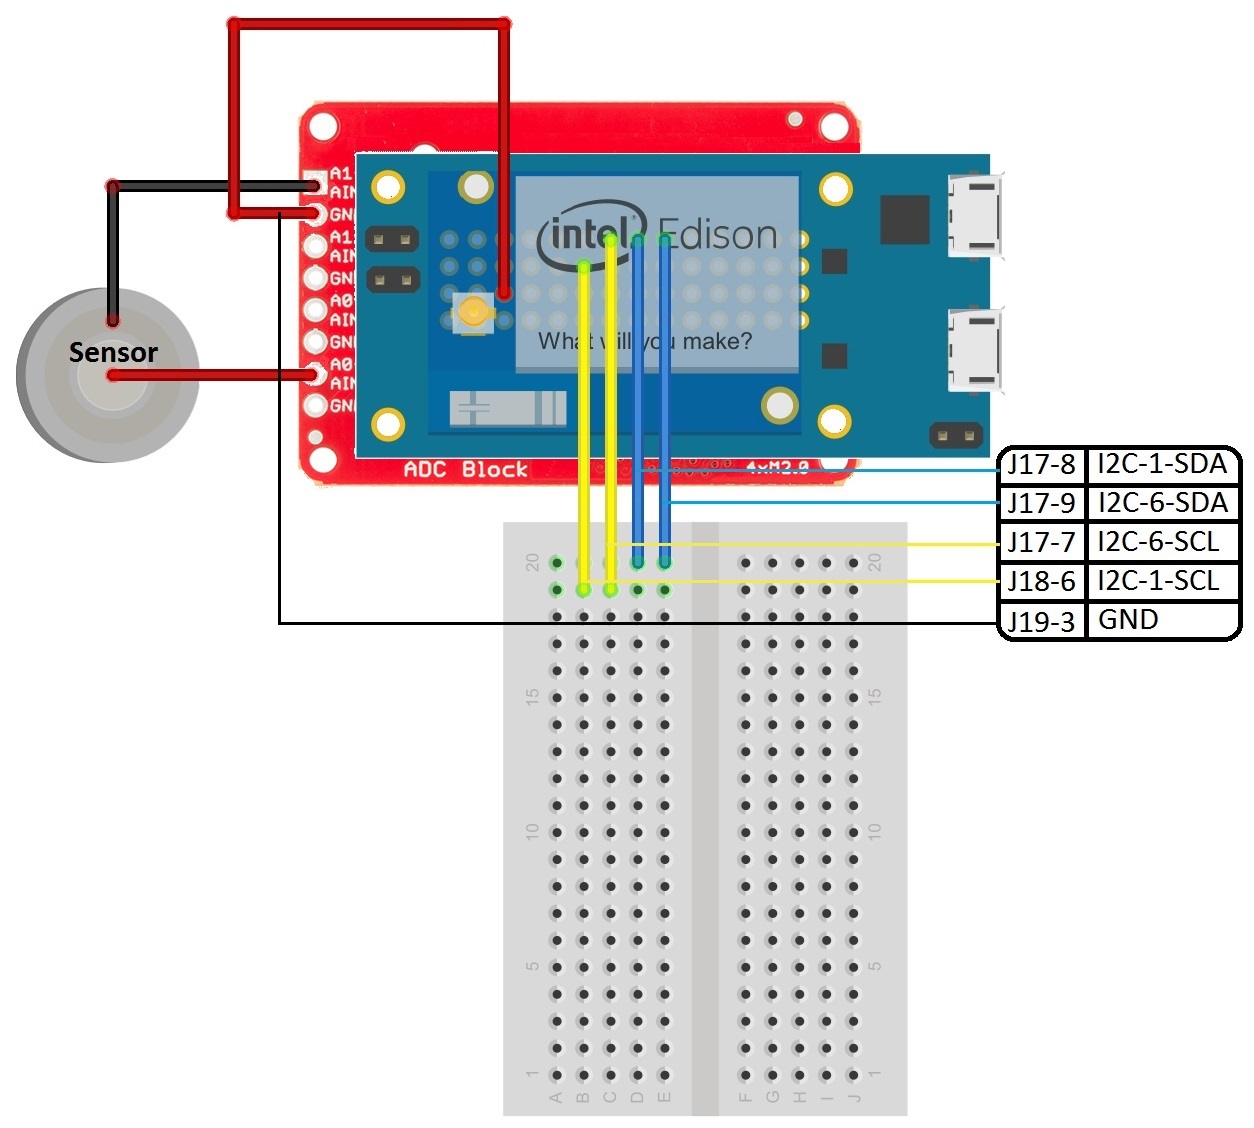 A1
AIN
GND
A1
AIN
GND
A0
AIN
GND
A0
AIN
GND
Sensor
intel Edison
What will you make?
ADC Block
4xM2.0
J17-8 I2C-1-SDA
J17-9 I2C-6-SDA
J17-7 I2C-6-SCL
J18-6 I2C-1-SCL
J19-3 GND
20 20
15 15
10 10
5 5
1 1
A B C D E F G H I J